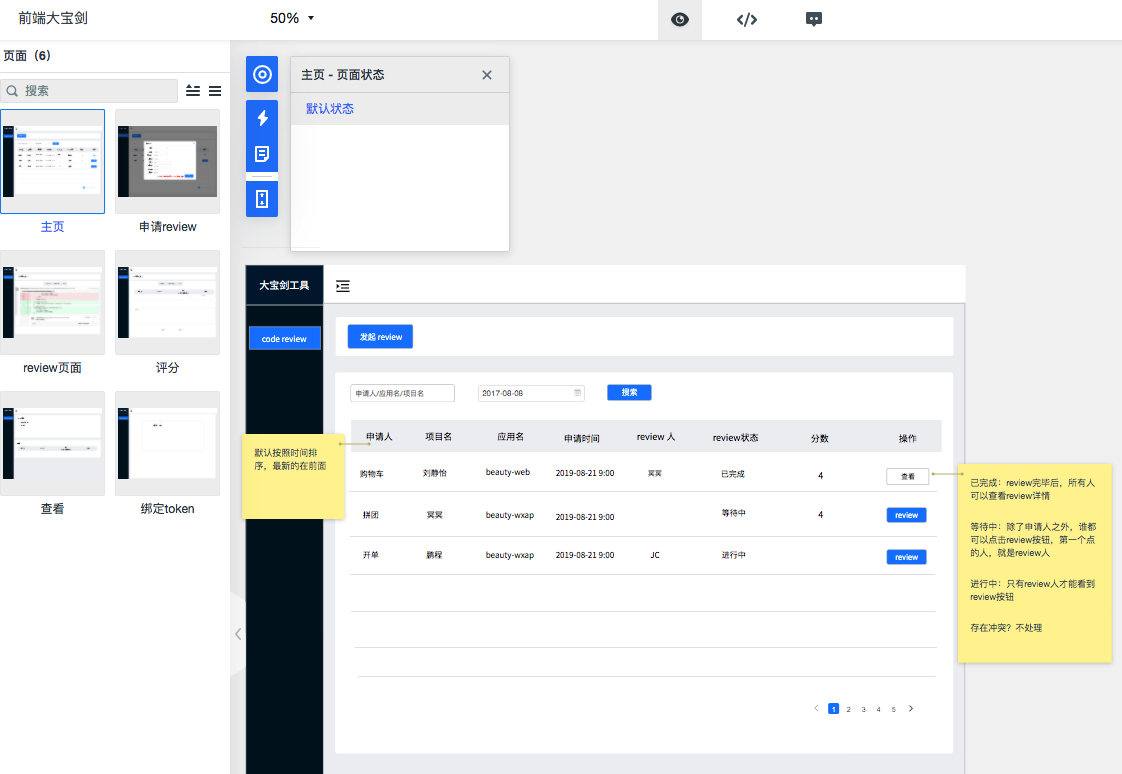 前端大宝剑
50%
页面（6）
搜索
主页
申请review
review页面
评分
查看
绑定token
主页 - 页面状态
默认状态
大宝剑工具
code review
发起 review
申请人/应用名/项目名
2017-08-08
搜索
申请人 项目名 应用名 申请时间 review 人 review状态 分数 操作
购物车 刘静怡 beauty-web 2019-08-21 9:00 冥冥 已完成 4 查看
拼团 冥冥 beauty-wxap 2019-08-21 9:00 等待中 4 review
开单 鹏程 beauty-wxap 2019-08-21 9:00 JC 进行中 review
1 2 3 4 5
默认按照时间排
序，最新的在前面
已完成：review完毕后，所有人
可以查看review详情
等待中：除了申请人之外，谁都
可以点击review按钮，第一个点
的人，就是review人
进行中：只有review人才能看到
review按钮
存在冲突？不处理